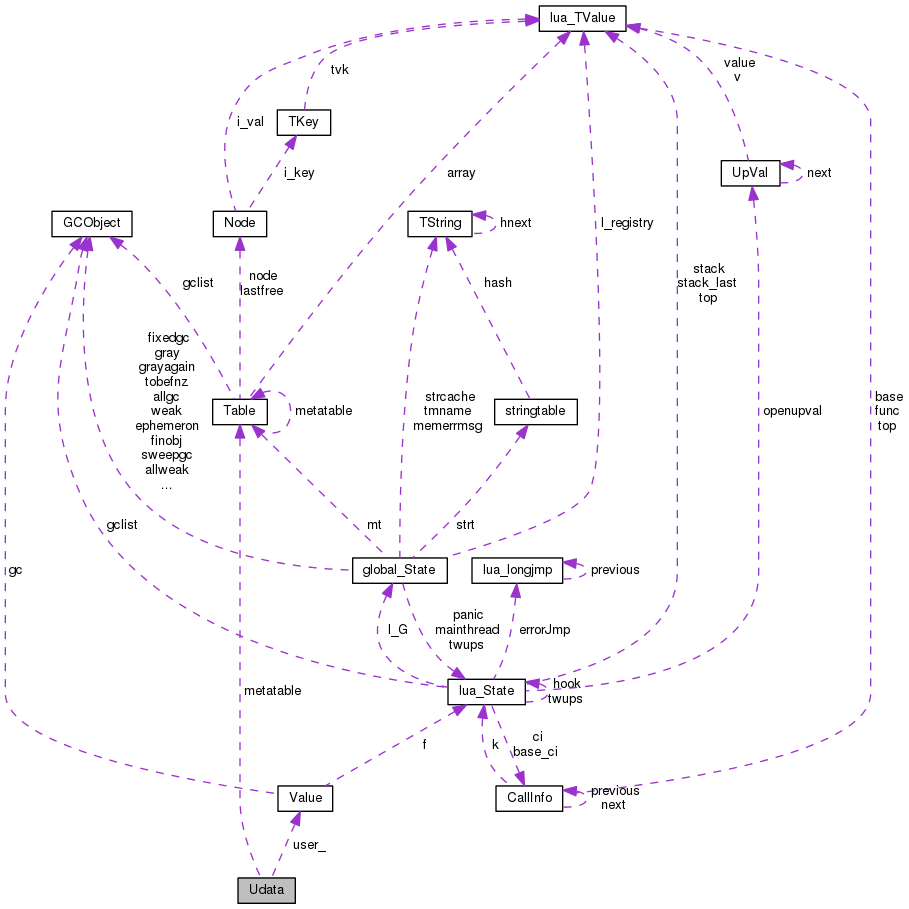 lua_TValue
value
v
tvk
i_val
TKey
i_key
array
UpVal
next
GCObject
Node
TString
hnext
l_registry
gclist
node
lastfree
hash
stack
stack_last
top
fixedgc
gray
grayagain
tobefnz
allgc
weak
ephemeron
finobj
sweepgc
allweak
...
Table
metatable
strcache
tmname
memerrmsg
stringtable
openupval
base
func
top
gclist
mt
strt
gc
global_State
lua_longjmp
previous
l_G
panic
mainthread
twups
errorJmp
metatable
lua_State
hook
twups
f
k
ci
base_ci
Value
CallInfo
previous
next
user_
Udata